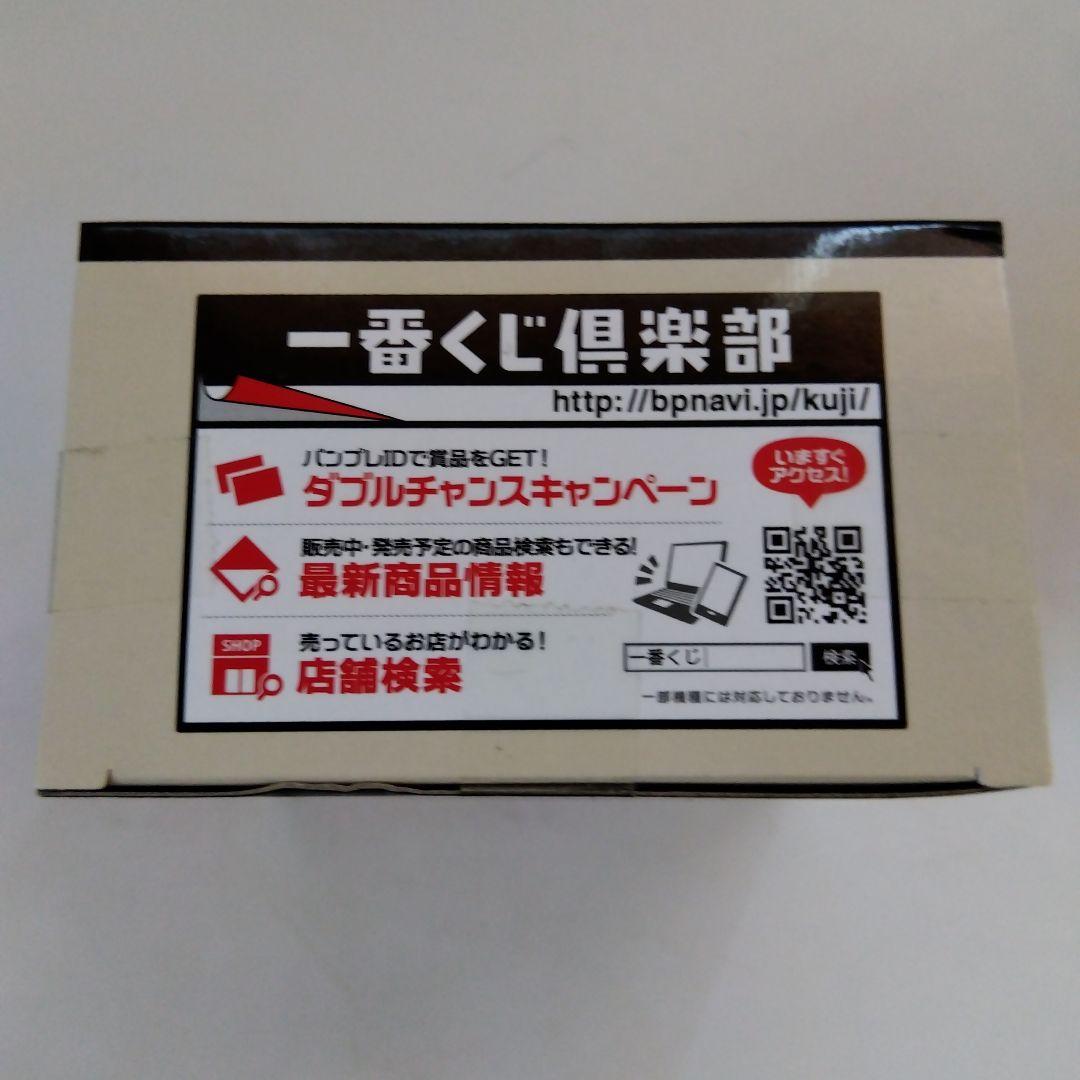 一番くじ倶楽部
http://bpnavi.jp/kuji/
バンプレIDで賞品をGET!
ダブルチャンスキャンペーン
いますぐ
アクセス!
販売中・発売予定の商品検索もできる!
最新商品情報
SHOP
売っているお店がわかる!
店舗検索
一番くじ
検索
一部機種には対応しておりません。